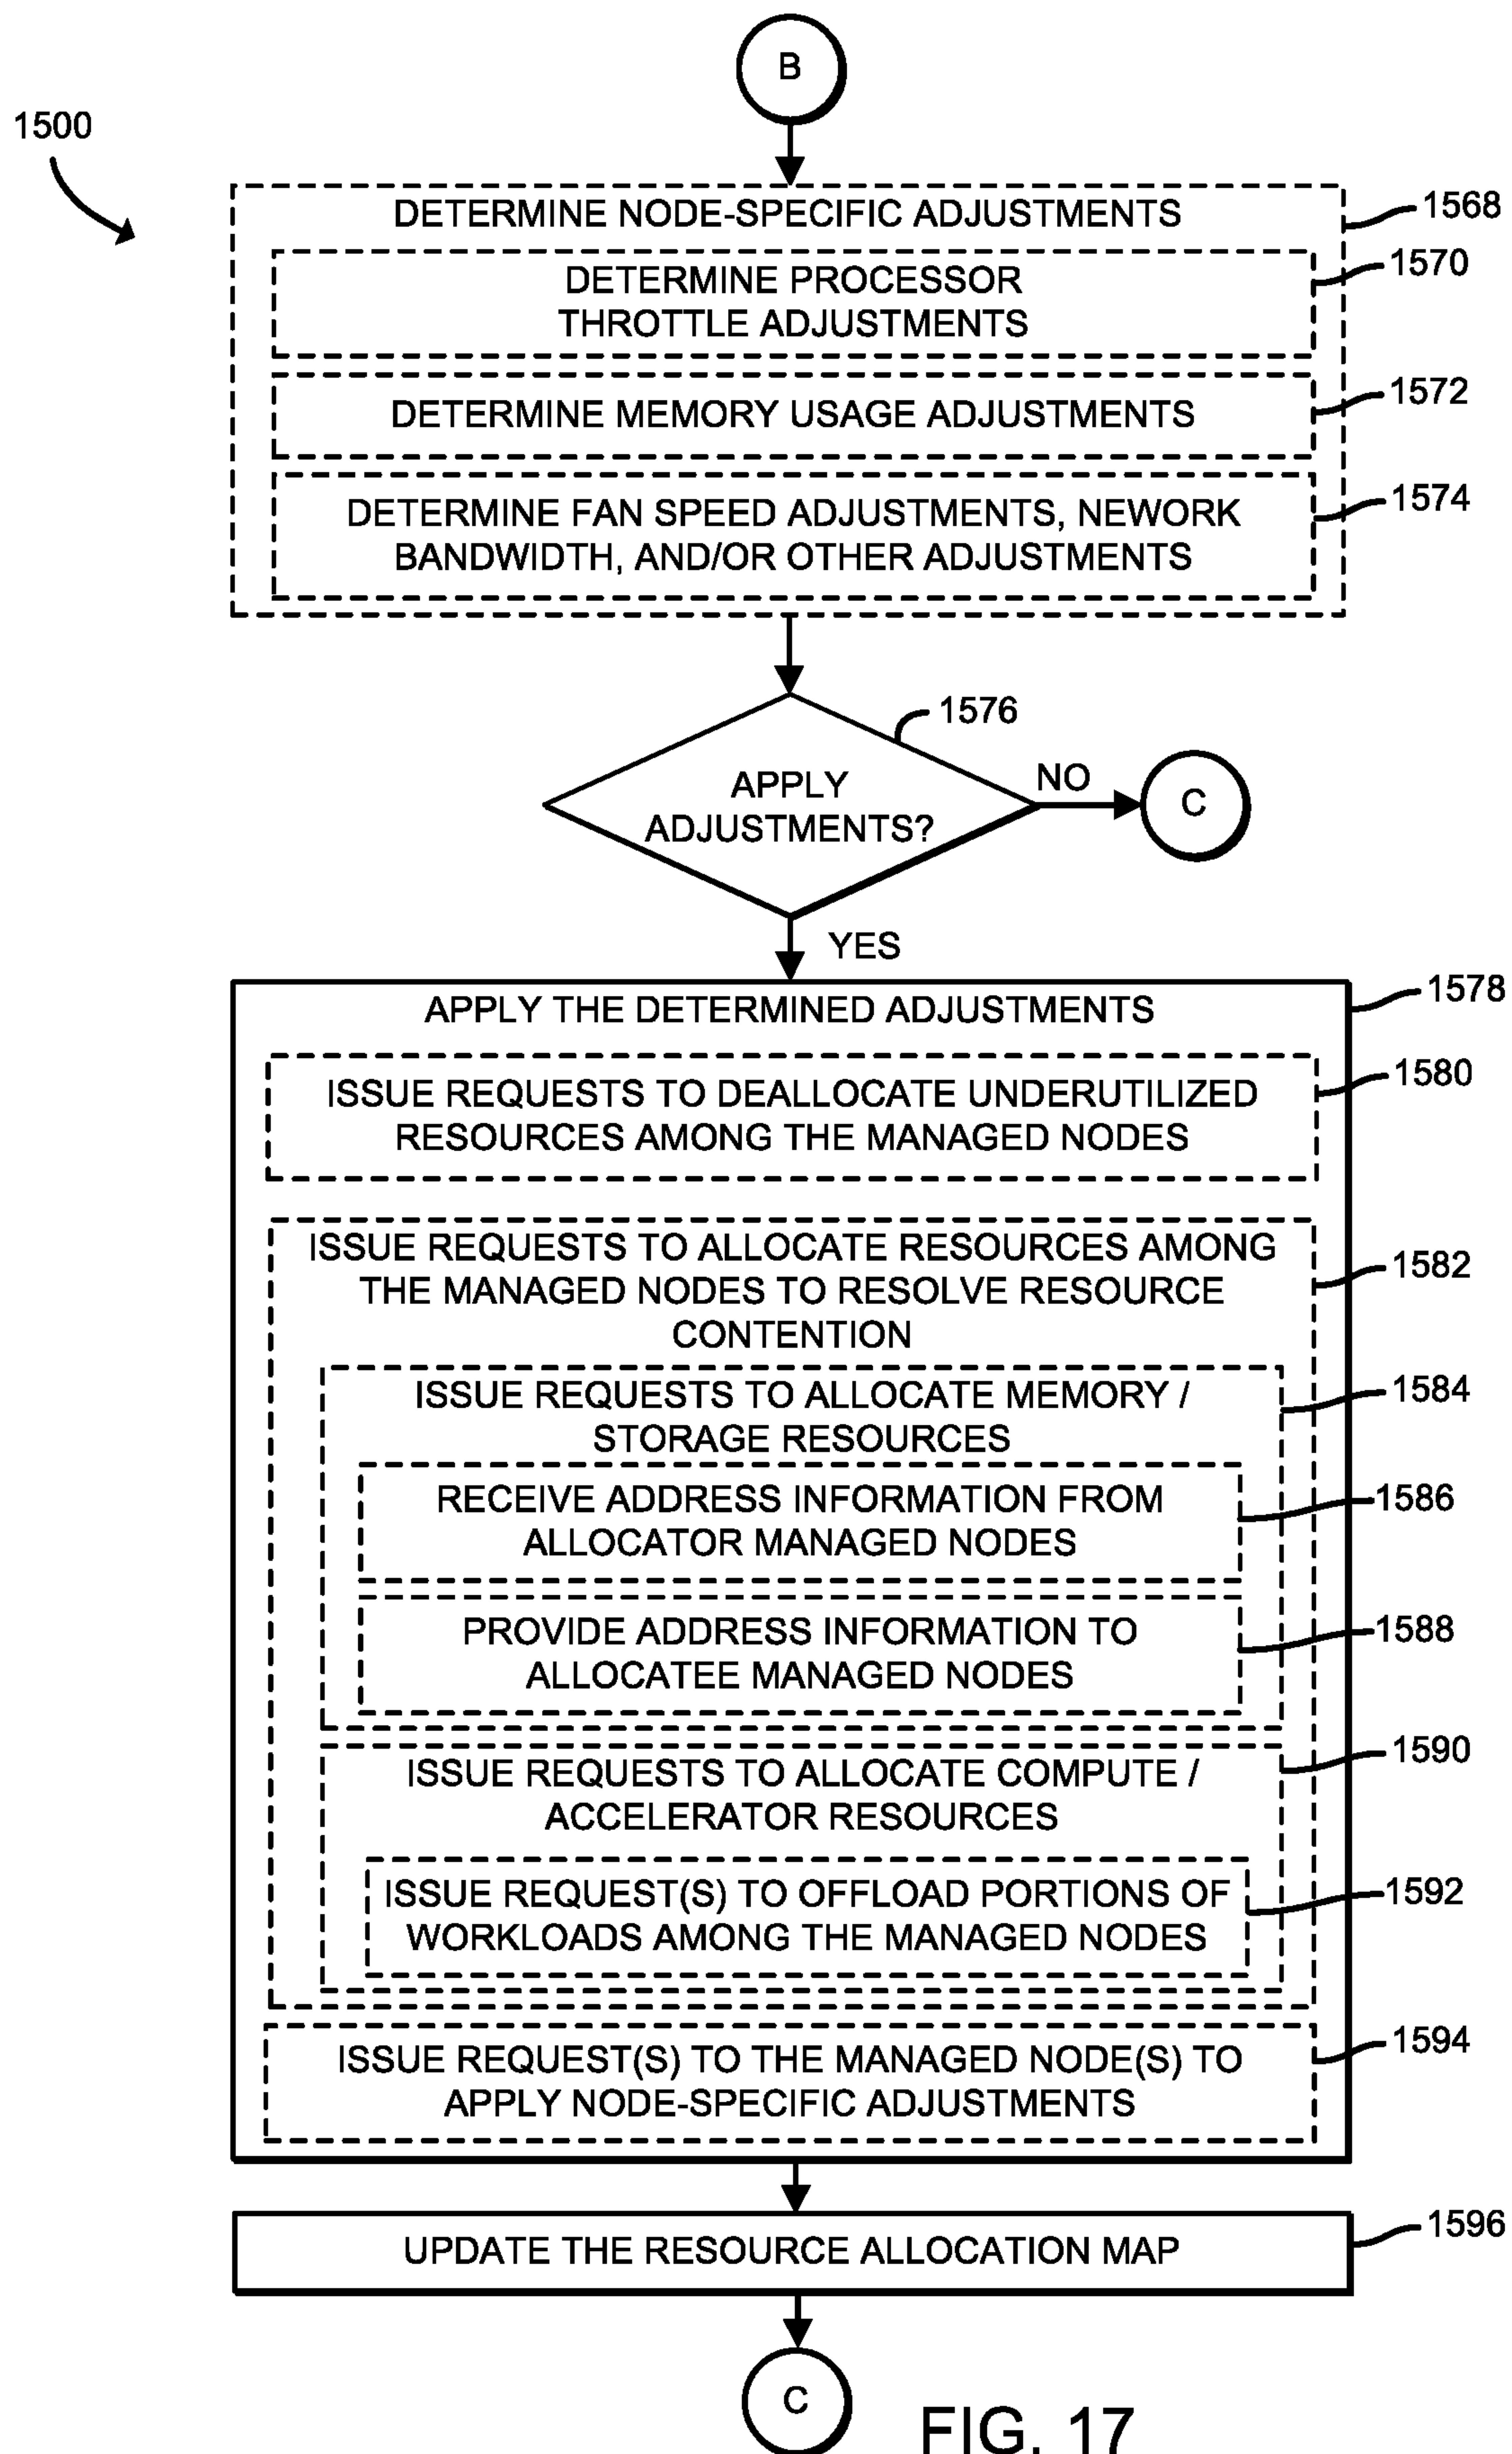 B
1500
DETERMINE NODE-SPECIFIC ADJUSTMENTS
1568
DETERMINE PROCESSOR
THROTTLE ADJUSTMENTS
1570
DETERMINE MEMORY USAGE ADJUSTMENTS
1572
DETERMINE FAN SPEED ADJUSTMENTS, NEWORK
BANDWIDTH, AND/OR OTHER ADJUSTMENTS
1574
1576
APPLY
ADJUSTMENTS?
NO
C
YES
APPLY THE DETERMINED ADJUSTMENTS
1578
ISSUE REQUESTS TO DEALLOCATE UNDERUTILIZED
RESOURCES AMONG THE MANAGED NODES
1580
ISSUE REQUESTS TO ALLOCATE RESOURCES AMONG
THE MANAGED NODES TO RESOLVE RESOURCE
CONTENTION
1582
ISSUE REQUESTS TO ALLOCATE MEMORY /
STORAGE RESOURCES
1584
RECEIVE ADDRESS INFORMATION FROM
ALLOCATOR MANAGED NODES
1586
PROVIDE ADDRESS INFORMATION TO
ALLOCATEE MANAGED NODES
1588
ISSUE REQUESTS TO ALLOCATE COMPUTE /
ACCELERATOR RESOURCES
1590
ISSUE REQUEST(S) TO OFFLOAD PORTIONS OF
WORKLOADS AMONG THE MANAGED NODES
1592
ISSUE REQUEST(S) TO THE MANAGED NODE(S) TO
APPLY NODE-SPECIFIC ADJUSTMENTS
1594
UPDATE THE RESOURCE ALLOCATION MAP
1596
C
FIG. 17